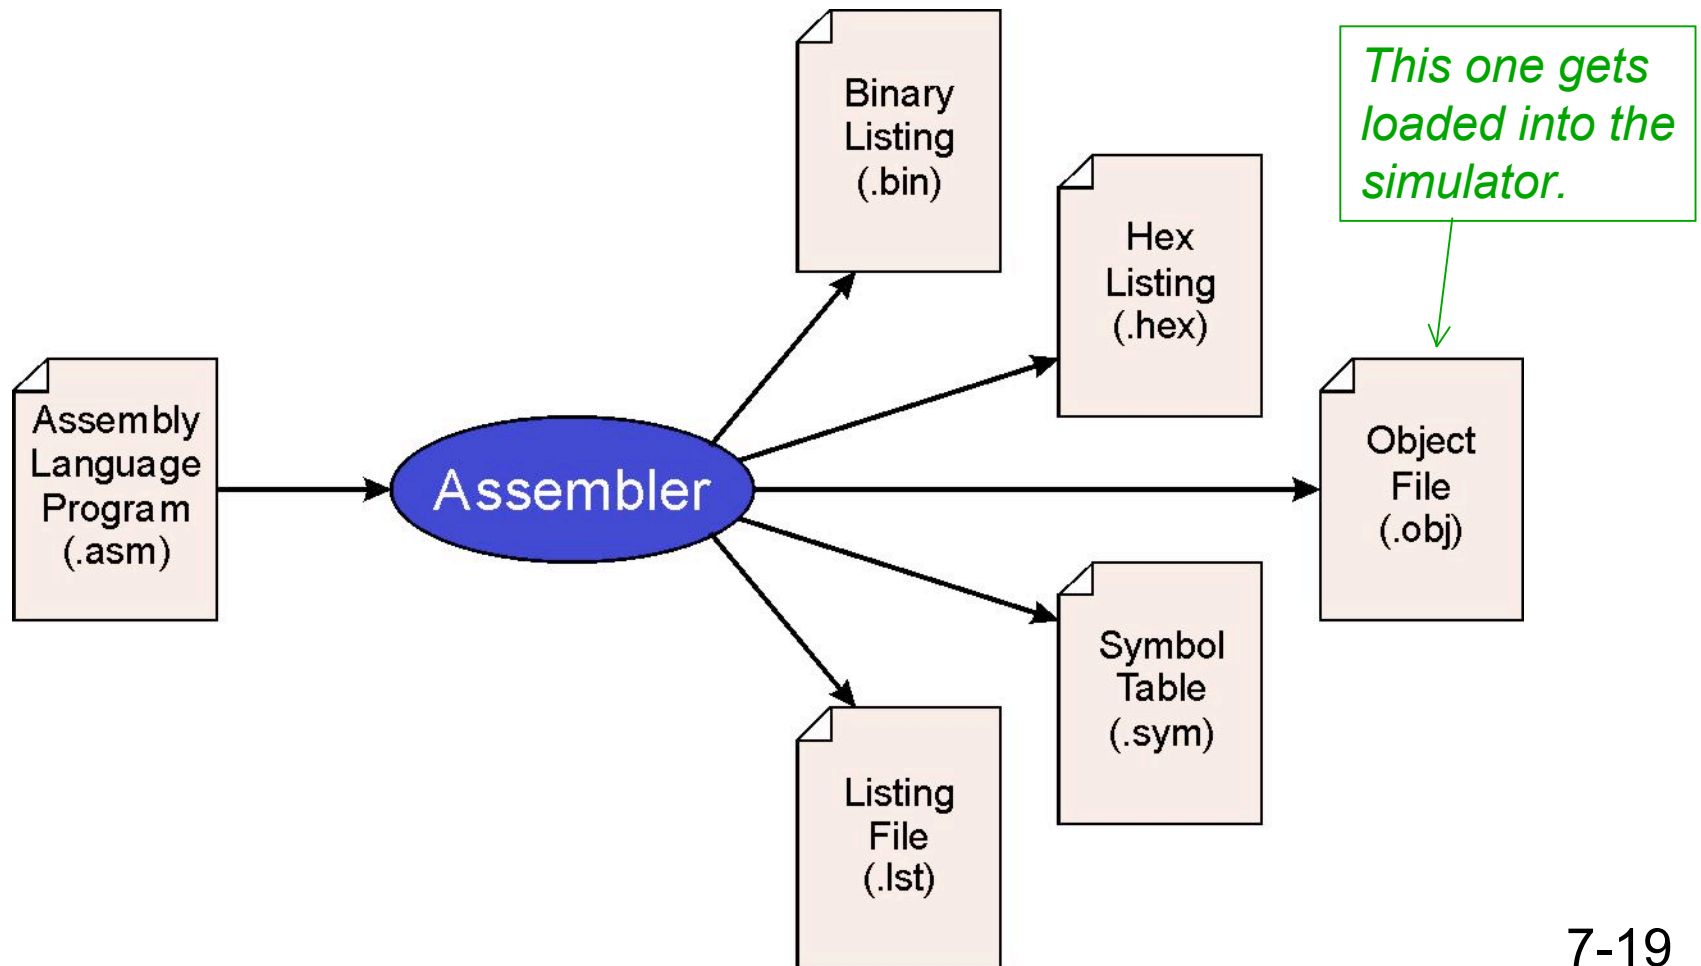 Binary
Listing
(.bin)
This one gets
loaded into the
simulator.
Hex
Listing
(.hex)
Assembly
Language
Program
(.asm)
Assembler
Object
File
(.obj)
Symbol
Table
(.sym)
Listing
File
(.lst)
7-19